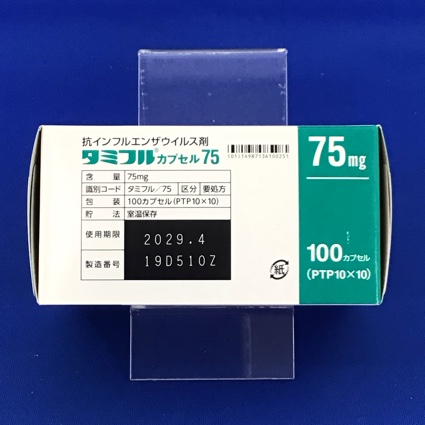 抗インフルエンザウイルス剤
タミフル®カプセル75
含　量 75mg
識別コード タミフル/75 区分 要処方
包　装 100カプセル(PTP10×10)
貯　法 室温保存
使用期限 2029.4
製造番号 19D510Z
紙
75mg
100カプセル
(PTP10×10)